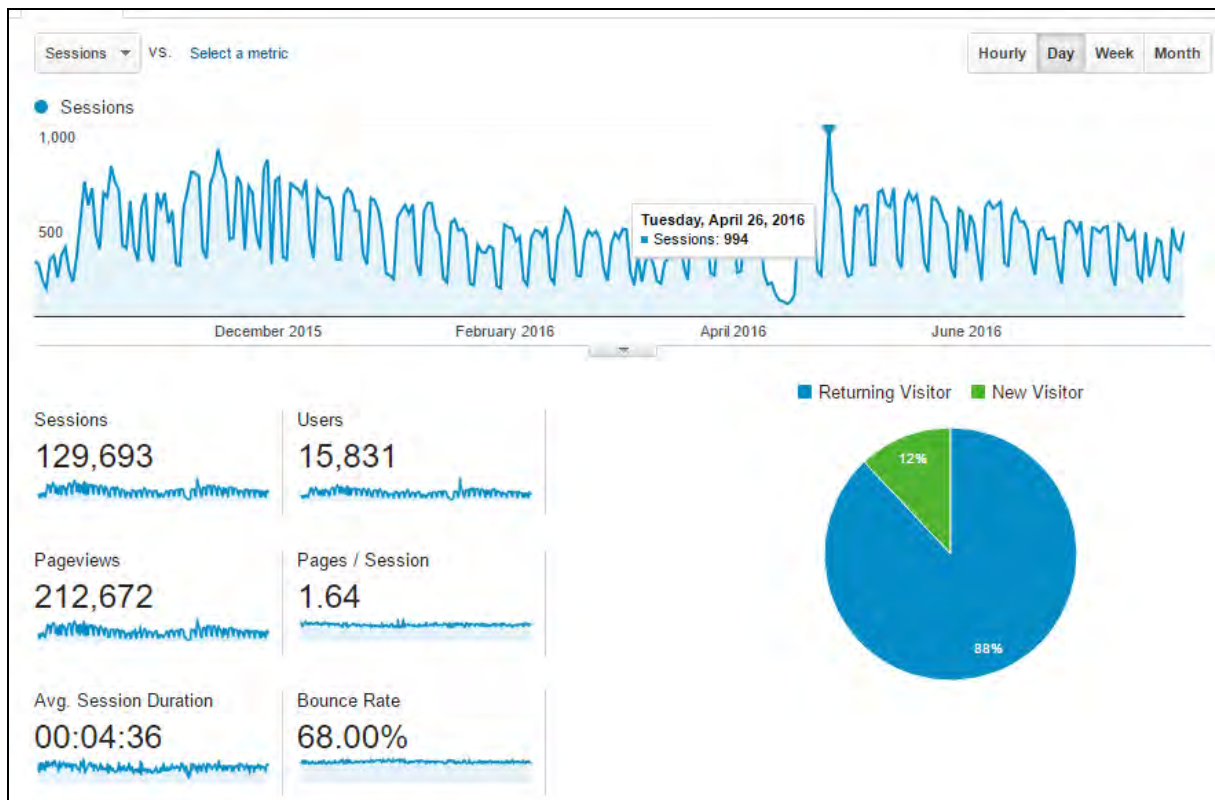 Sessions VS. Select a metric
Hourly Day Week Month
Sessions
1,000
500
Tuesday, April 26, 2016
Sessions: 994
December 2015 February 2016 April 2016 June 2016
Returning Visitor New Visitor
12%
88%
Sessions Users
129,693 15,831
Pageviews Pages / Session
212,672 1.64
Avg. Session Duration Bounce Rate
00:04:36 68.00%